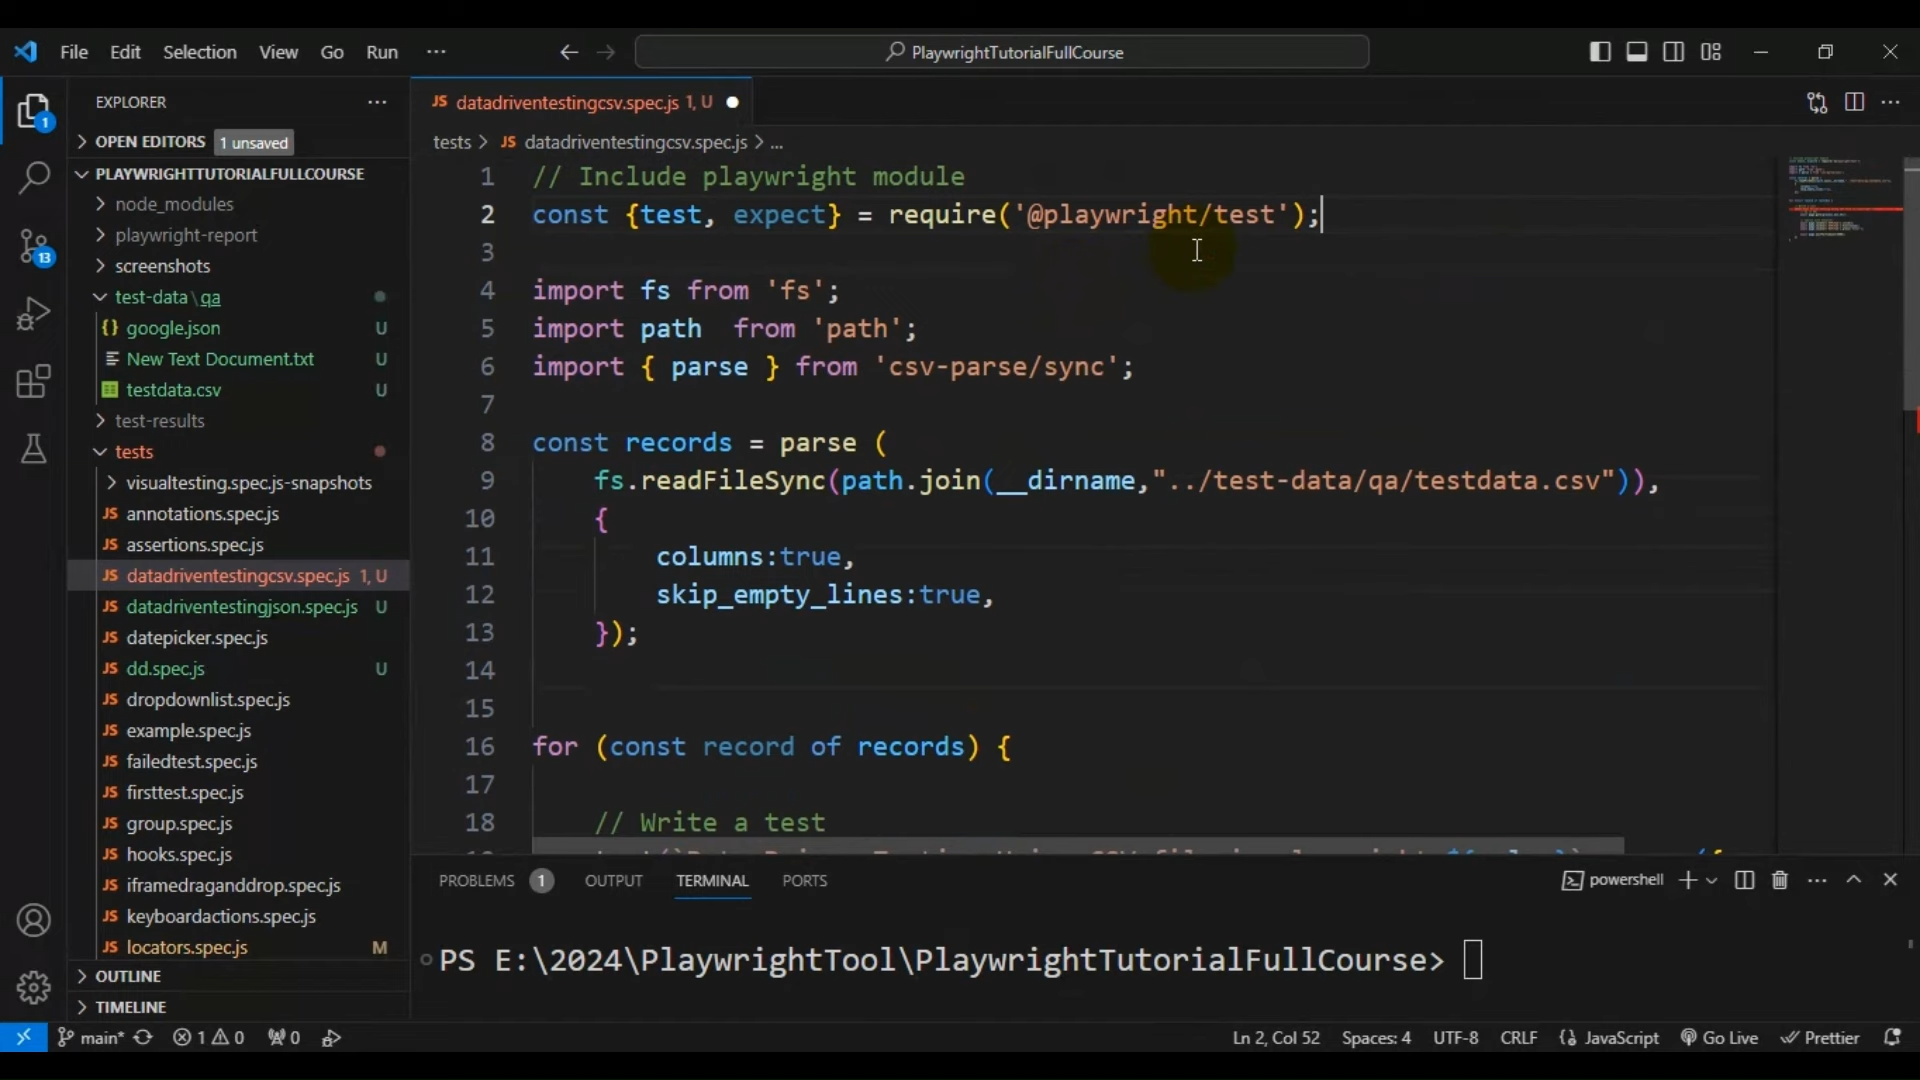 File Edit Selection View Go Run ··· PlaywrightTutorialFullCourse
EXPLORER
OPEN EDITORS 1 unsaved
PLAYWRIGHTTUTORIALFULLCOURSE
node_modules
playwright-report
screenshots
test-data\qa
google.json U
New Text Document.txt U
testdata.csv U
test-results
tests
visualtesting.spec.js-snapshots
annotations.spec.js
assertions.spec.js
datadriventestingcsv.spec.js 1, U
datadriventestingjson.spec.js U
datepicker.spec.js
dd.spec.js U
dropdownlist.spec.js
example.spec.js
failedtest.spec.js
firsttest.spec.js
group.spec.js
hooks.spec.js
iframedraganddrop.spec.js
keyboardactions.spec.js
locators.spec.js M
OUTLINE
TIMELINE
1
13
JS datadriventestingcsv.spec.js 1, U
tests > JS datadriventestingcsv.spec.js > ...
1 // Include playwright module
2 const {test, expect} = require('@playwright/test');
3
4 import fs from 'fs';
5 import path  from 'path';
6 import { parse } from 'csv-parse/sync';
7
8 const records = parse (
9     fs.readFileSync(path.join(__dirname,"../test-data/qa/testdata.csv")),
10     {
11         columns:true,
12         skip_empty_lines:true,
13     });
14
15
16 for (const record of records) {
17
18     // Write a test
PROBLEMS 1 OUTPUT TERMINAL PORTS powershell
PS E:\2024\PlaywrightTool\PlaywrightTutorialFullCourse>
main* 1 0 0 Ln 2, Col 52 Spaces: 4 UTF-8 CRLF {} JavaScript Go Live Prettier